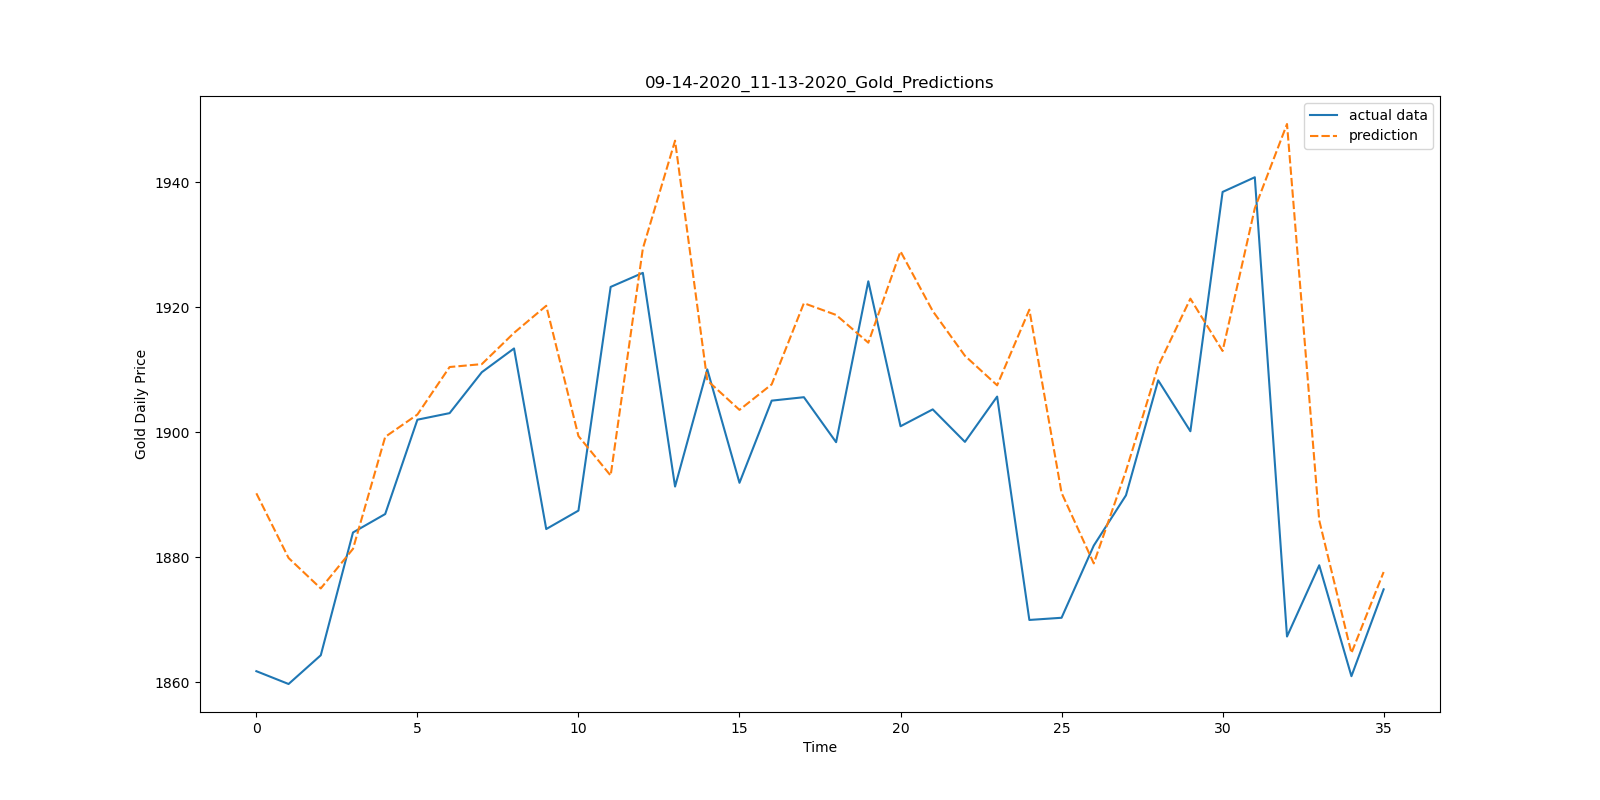 09-14-2020_11-13-2020_Gold_Predictions
actual data
prediction
1940
1920
1900
1880
1860
Gold Daily Price
0 5 10 15 20 25 30 35
Time